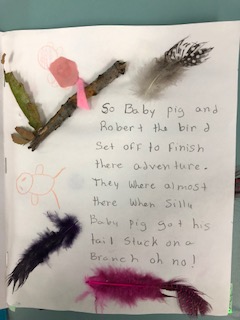 So Baby pig and
Robert the bird
Set off to finish
there adventure.
They where almost
there When Silly
Baby pig got his
tail stuck on a
Branch oh no!